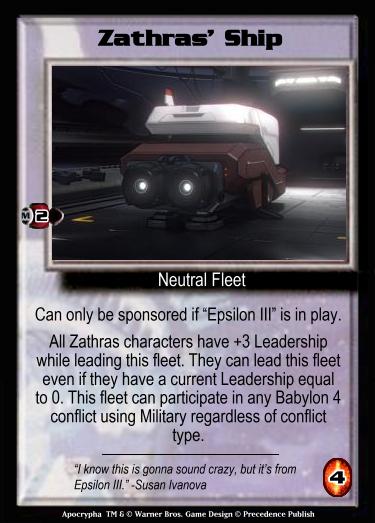 Zathras' Ship
M 2
Neutral Fleet
Can only be sponsored if “Epsilon III” is in play.
All Zathras characters have +3 Leadership
while leading this fleet. They can lead this fleet
even if they have a current Leadership equal
to 0. This fleet can participate in any Babylon 4
conflict using Military regardless of conflict
type.
“I know this is gonna sound crazy, but it’s from
Epsilon III.” -Susan Ivanova
4
Apocrypha TM & © Warner Bros. Game Design © Precedence Publish